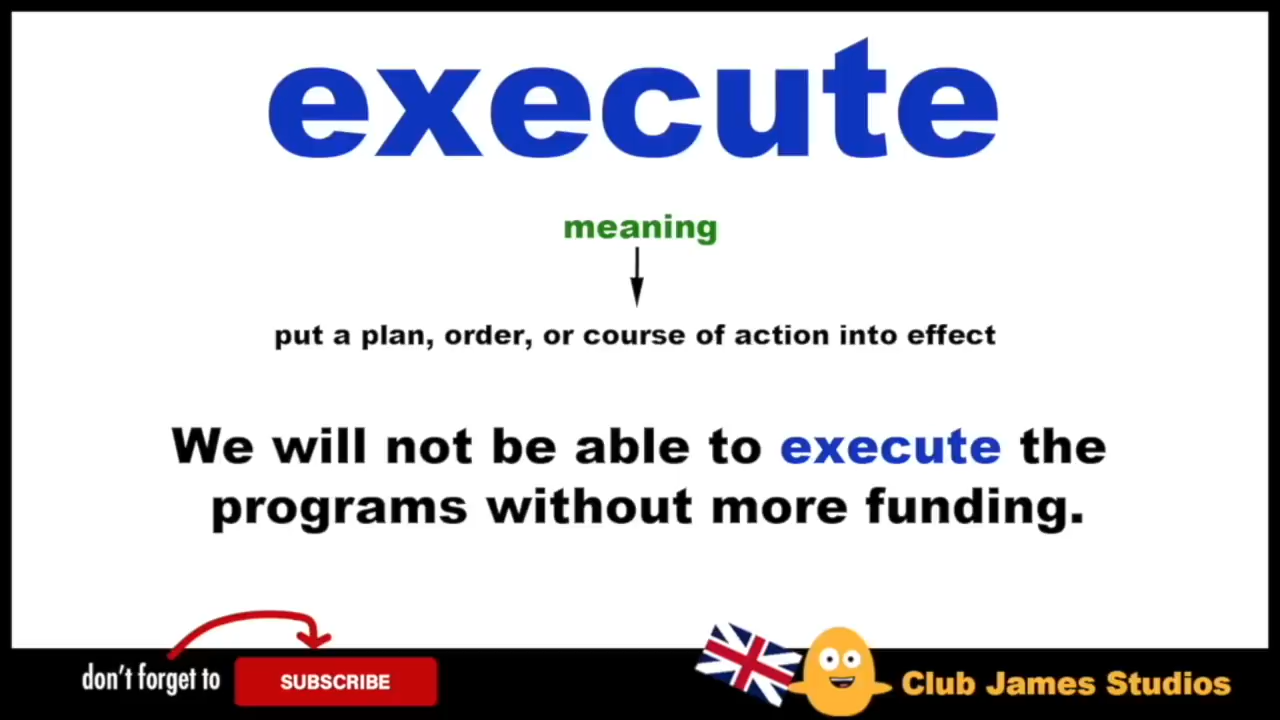 execute
meaning
put a plan, order, or course of action into effect
We will not be able to execute the
programs without more funding.
don't forget to
SUBSCRIBE
Club James Studios